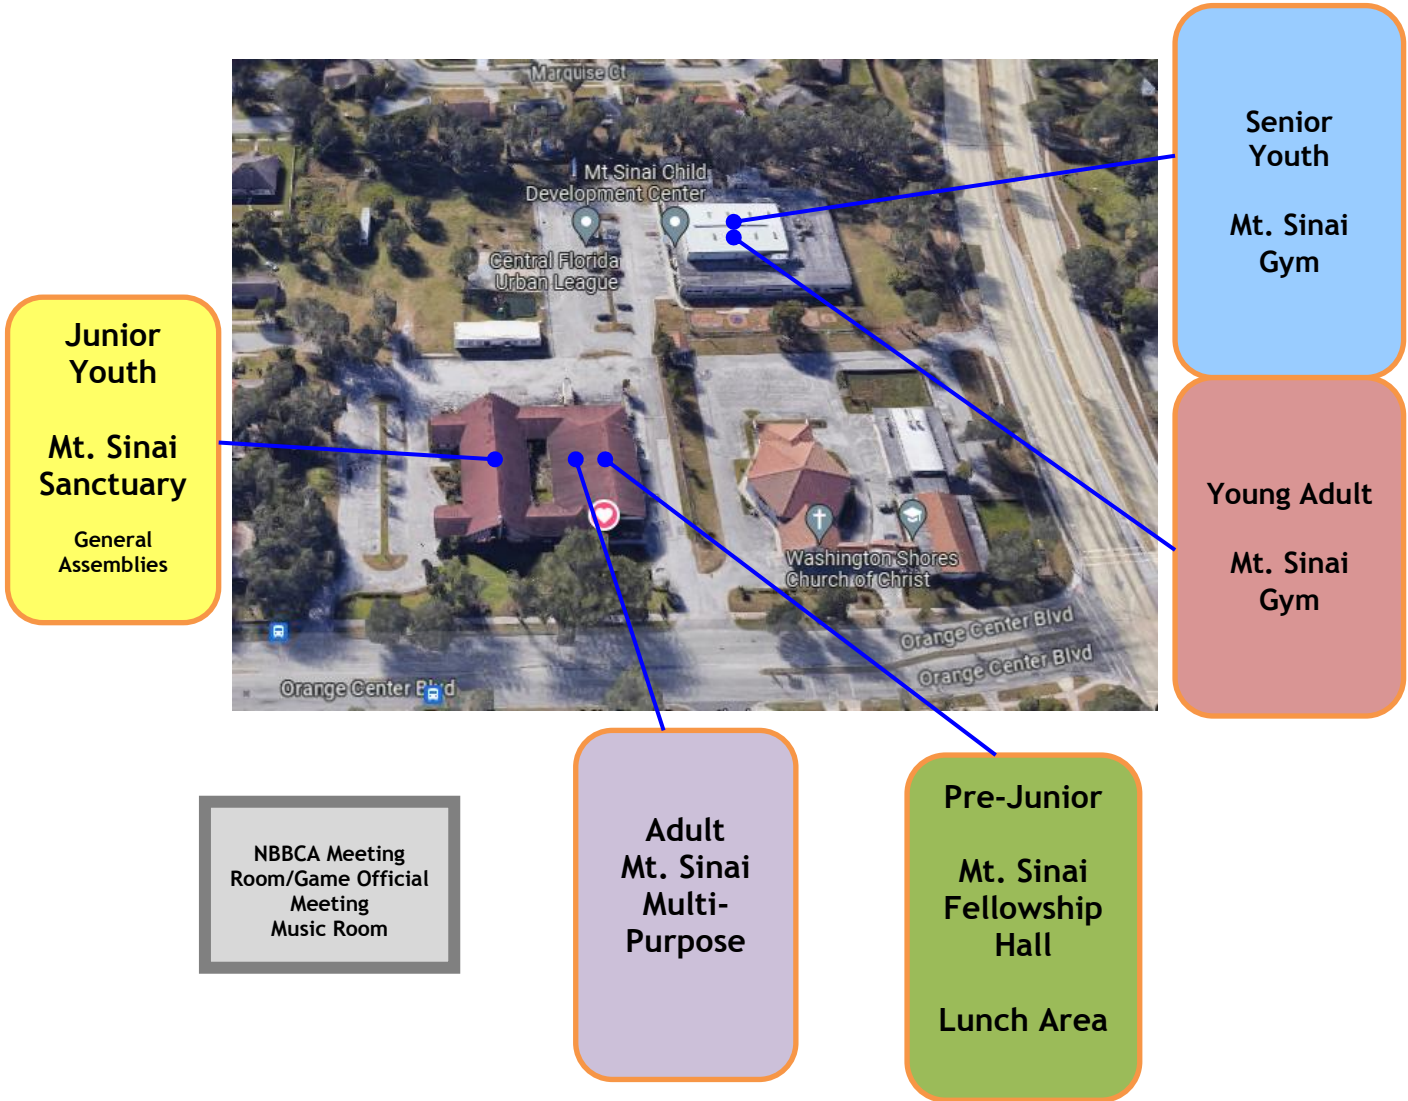 Marquise Ct
Mt Sinai Child
Development Center
Central Florida
Urban League
Washington Shores
Church of Christ
Orange Center Blvd
Orange Center Blvd
Orange Center Blvd
Senior
Youth
Mt. Sinai
Gym
Junior
Youth
Mt. Sinai
Sanctuary
General
Assemblies
Young Adult
Mt. Sinai
Gym
Adult
Mt. Sinai
Multi-
Purpose
Pre-Junior
Mt. Sinai
Fellowship
Hall
Lunch Area
NBBCA Meeting
Room/Game Official
Meeting
Music Room